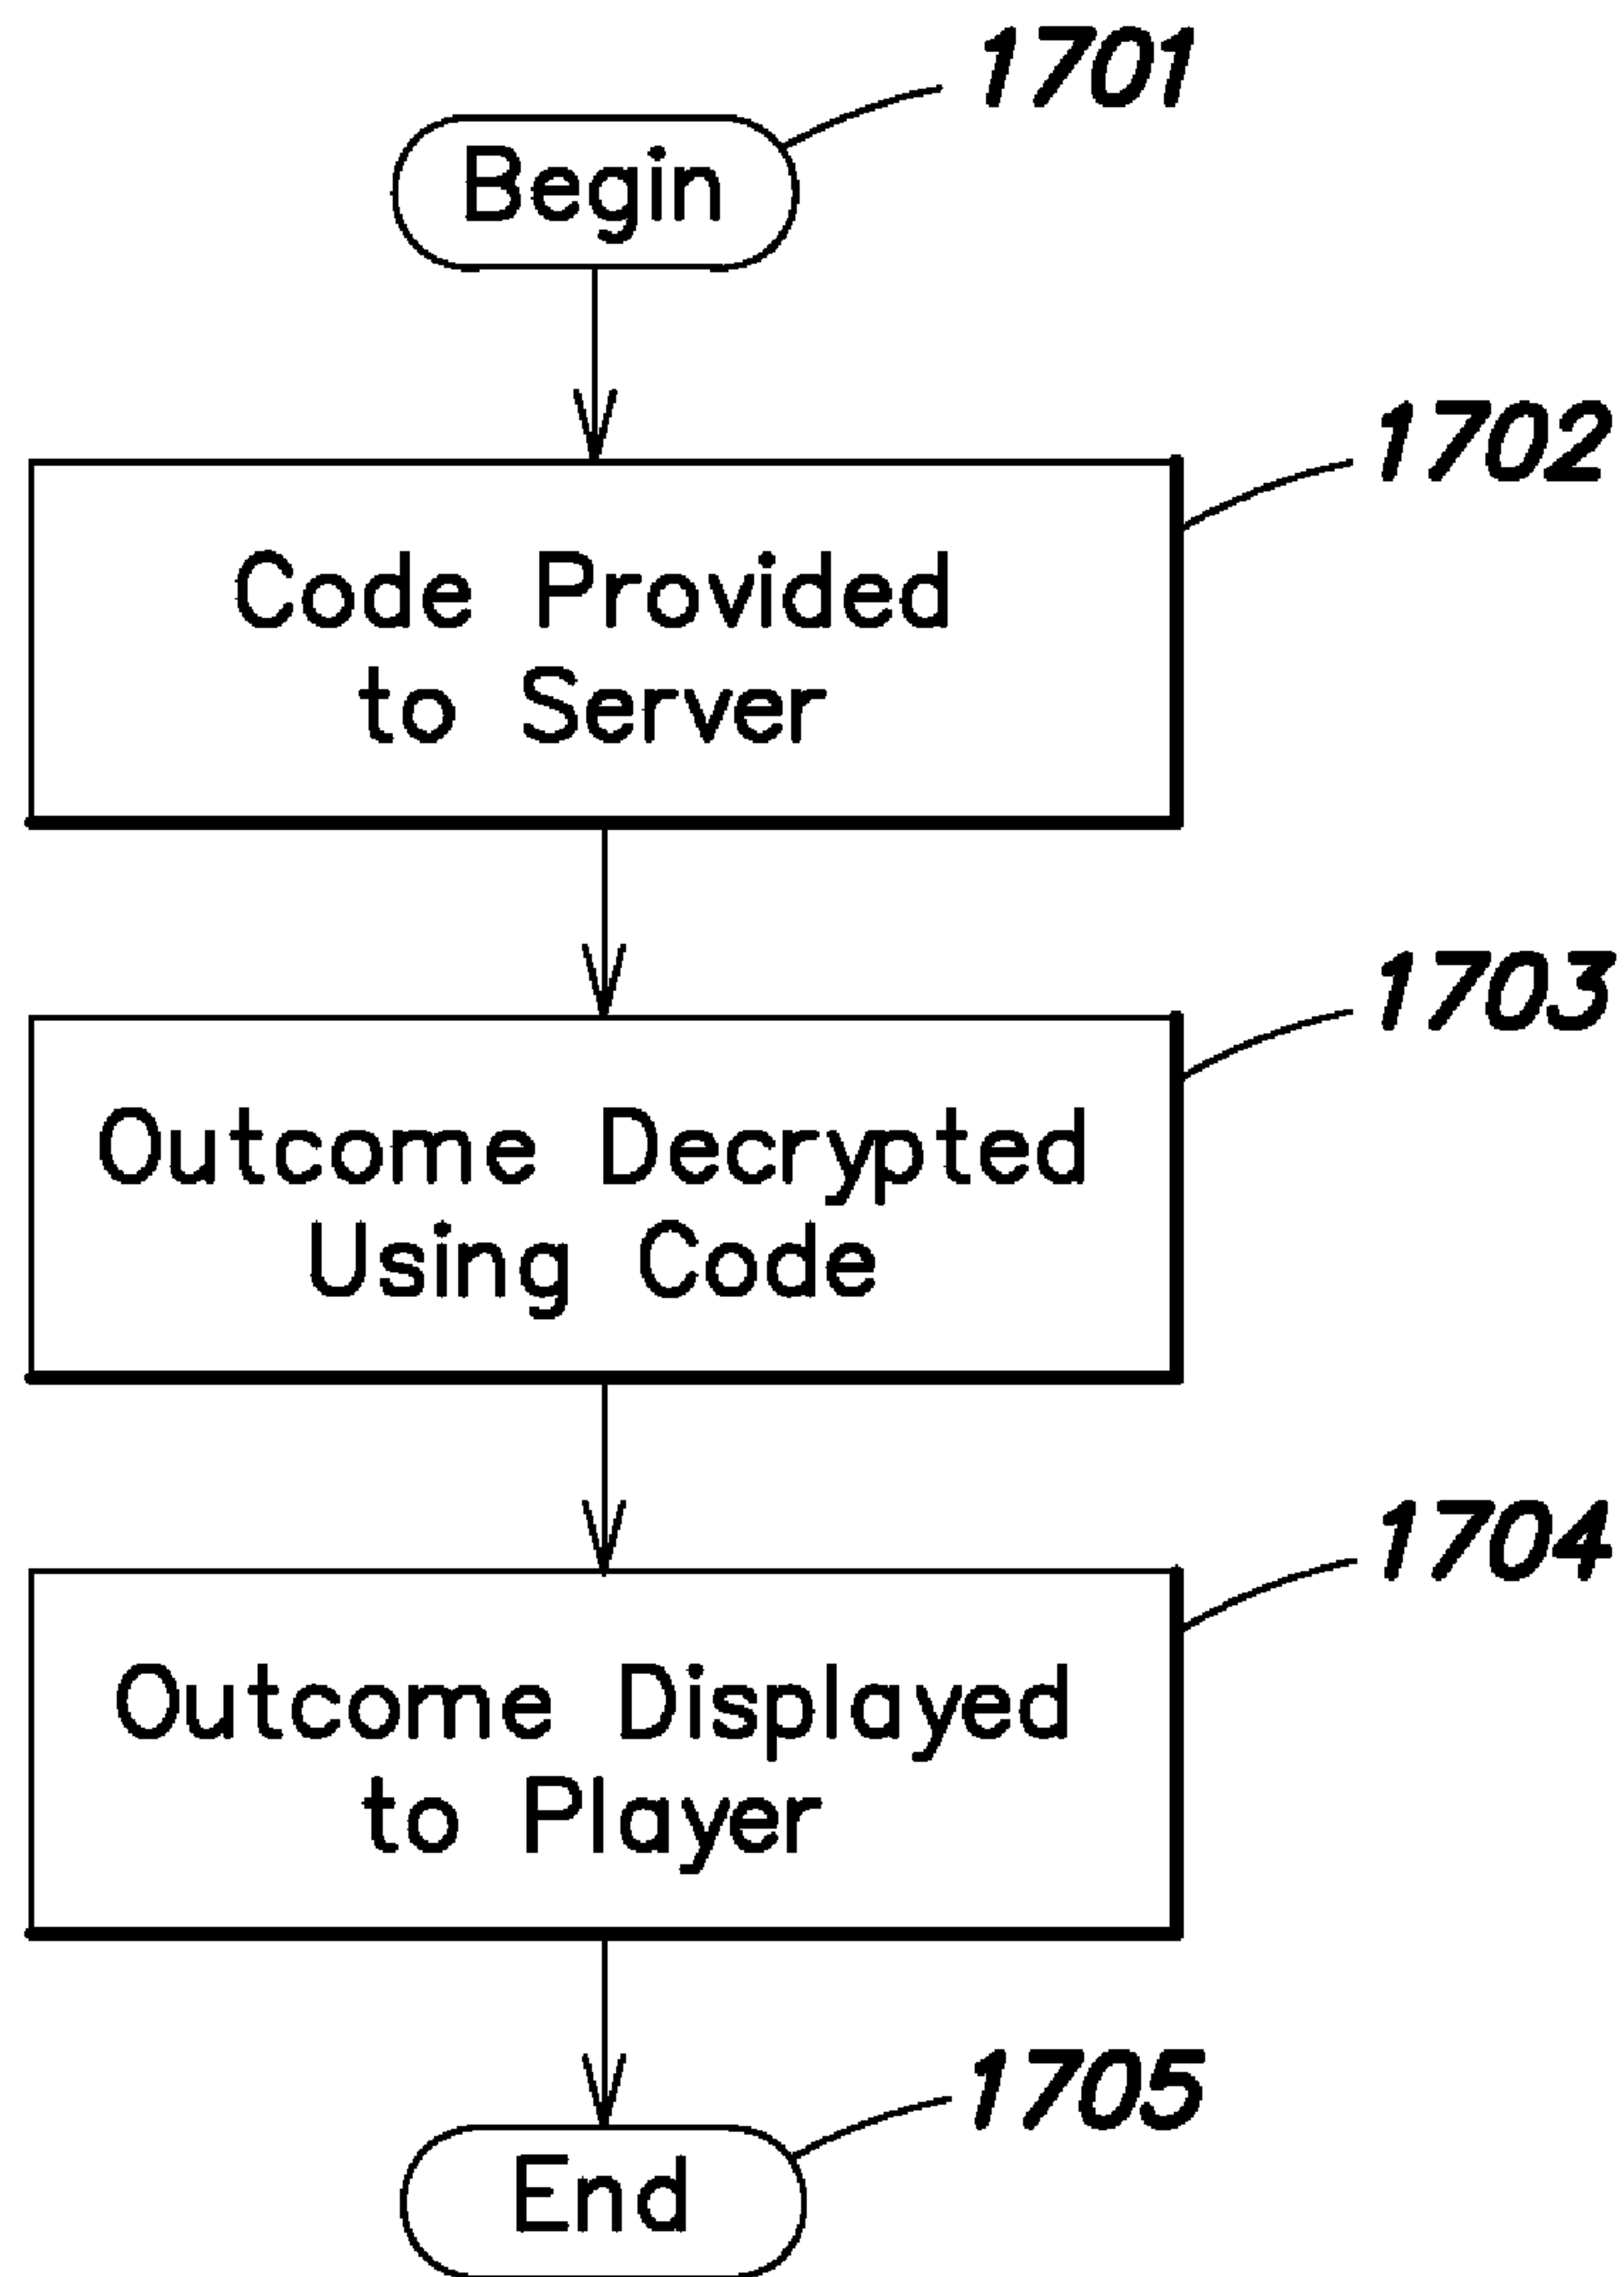 1701
Begin
1702
Code Provided
to Server
1703
Outcome Decrypted
Using Code
1704
Outcome Displayed
to Player
1705
End